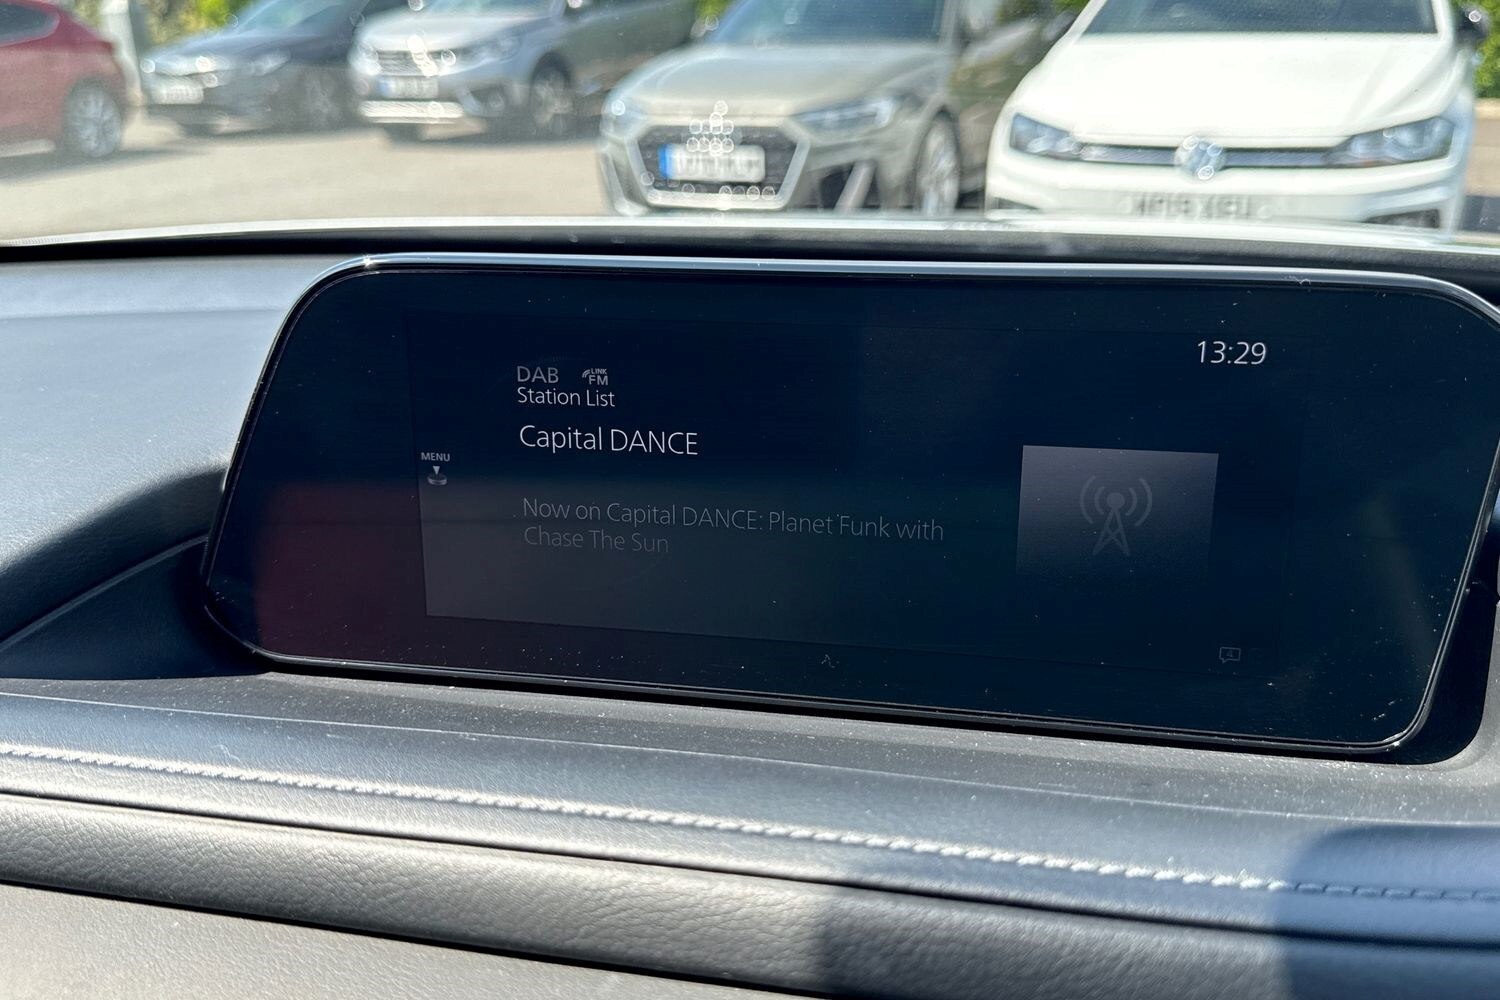 13:29
DAB LINK FM
Station List
Capital DANCE
MENU
Now on Capital DANCE: Planet Funk with
Chase The Sun